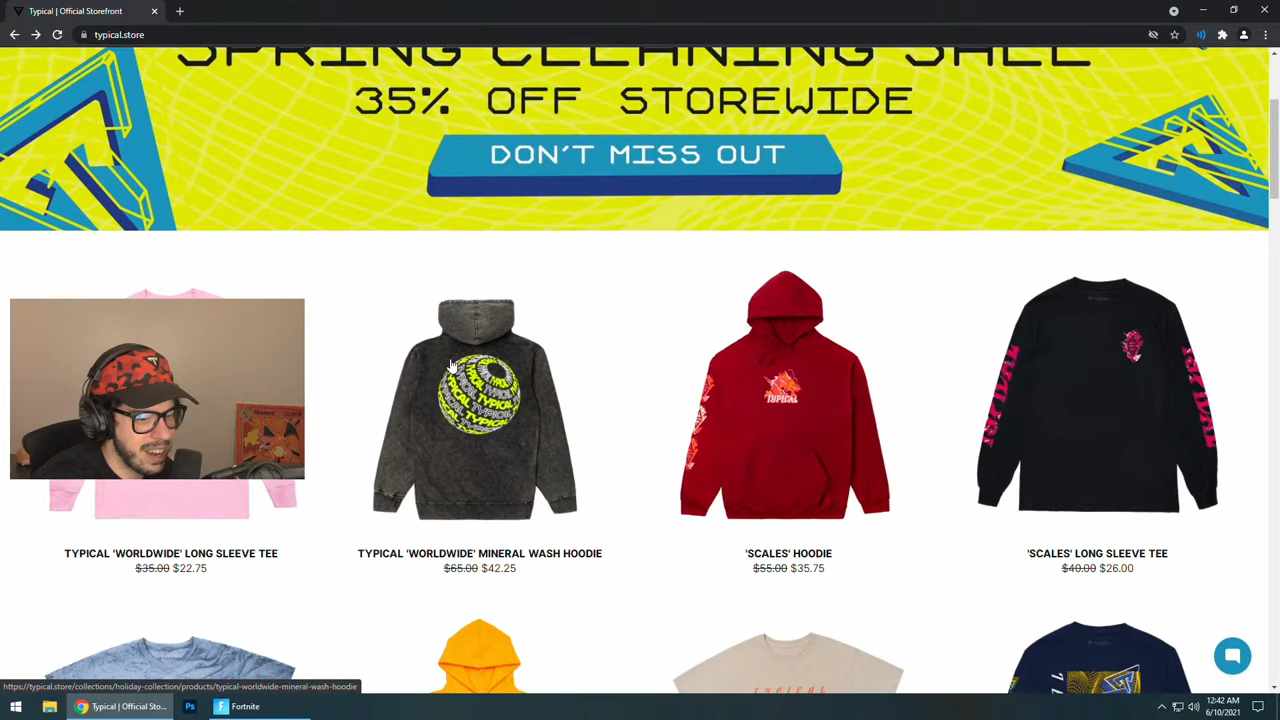 Typical | Official Storefront
typical.store
SPRING CLEANING SALE
35% OFF STOREWIDE
DON'T MISS OUT
TYPICAL
TYPICAL 'WORLDWIDE' LONG SLEEVE TEE
$35.00 $22.75
TYPICAL 'WORLDWIDE' MINERAL WASH HOODIE
$65.00 $42.25
'SCALES' HOODIE
$55.00 $35.75
'SCALES' LONG SLEEVE TEE
$40.00 $26.00
TYPICAL
https://typical.store/collections/holiday-collection/products/typical-worldwide-mineral-wash-hoodie
Typical | Official Sto...
Ps
Fortnite
12:42 AM
6/10/2021